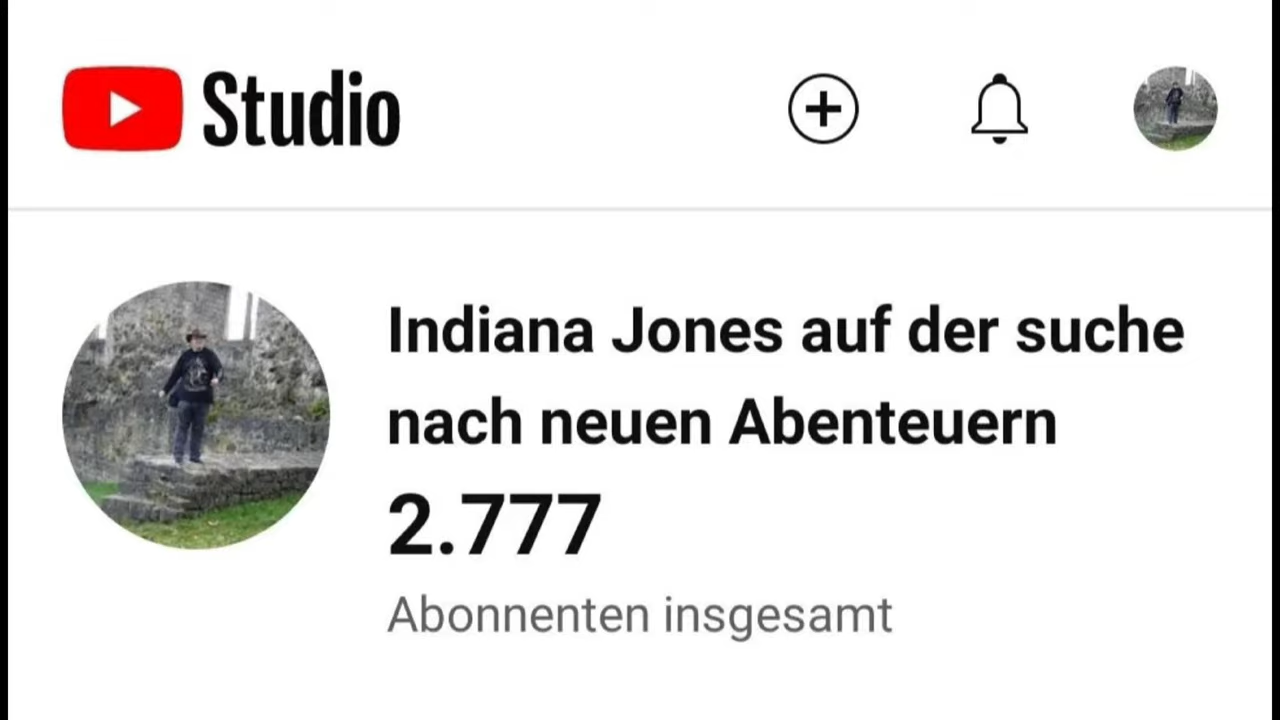 Studio
Indiana Jones auf der suche
nach neuen Abenteuern
2.777
Abonnenten insgesamt